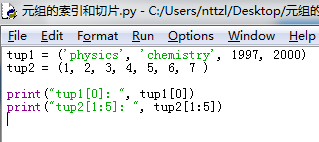 元组的索引和切片.py - C:/Users/nttzl/Desktop/元组的
File Edit Format Run Options Window Help
tup1 = ('physics', 'chemistry', 1997, 2000)
tup2 = (1, 2, 3, 4, 5, 6, 7 )
print("tup1[0]: ", tup1[0])
print("tup2[1:5]: ", tup2[1:5])